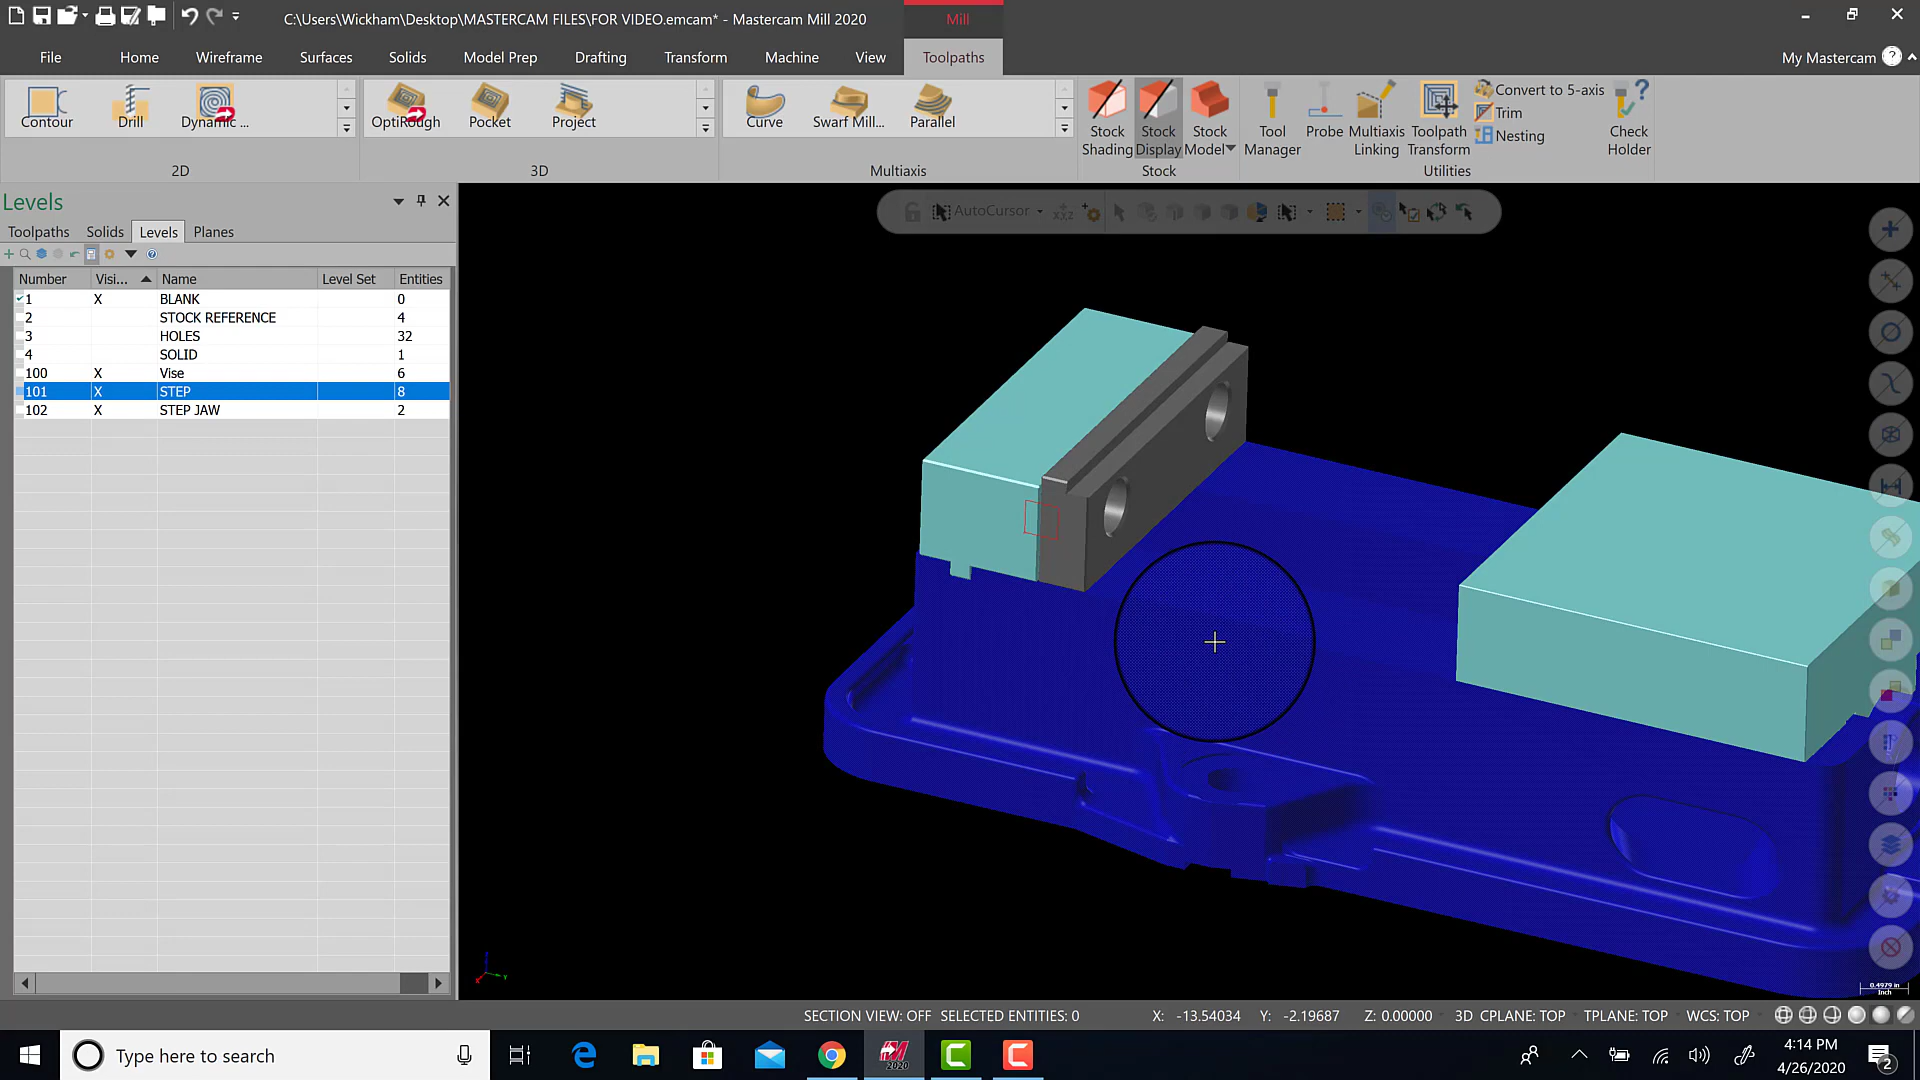 C:\Users\Wickham\Desktop\MASTERCAM FILES\FOR VIDEO.emcam* - Mastercam Mill 2020
Mill
File Home Wireframe Surfaces Solids Model Prep Drafting Transform Machine View Toolpaths
My Mastercam
Contour Drill Dynamic ...
OptiRough Pocket Project
Curve Swarf Mill... Parallel
Stock Shading
Stock Display
Stock Model
Tool Manager
Probe
Multiaxis Linking
Toolpath Transform
Convert to 5-axis
Trim
Nesting
Check Holder
2D 3D Multiaxis Stock Utilities
Levels
Toolpaths Solids Levels Planes
AutoCursor
Number Visi... Name Level Set Entities
1 X BLANK 0
2 STOCK REFERENCE 4
3 HOLES 32
4 SOLID 1
100 X Vise 6
101 X STEP 8
102 X STEP JAW 2
0.4979 in
Inch
SECTION VIEW: OFF SELECTED ENTITIES: 0 X: -13.54034 Y: -2.19687 Z: 0.00000 3D CPLANE: TOP TPLANE: TOP WCS: TOP
Type here to search
2020
4:14 PM
4/26/2020
2